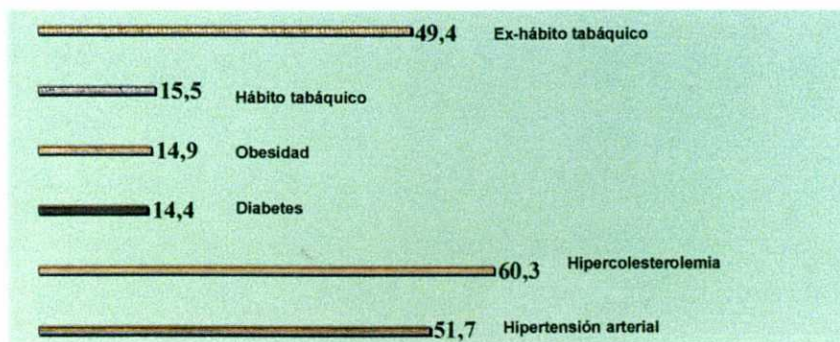 49,4 Ex-hábito tabáquico
15,5 Hábito tabáquico
14,9 Obesidad
14,4 Diabetes
60,3 Hipercolesterolemia
51,7 Hipertensión arterial